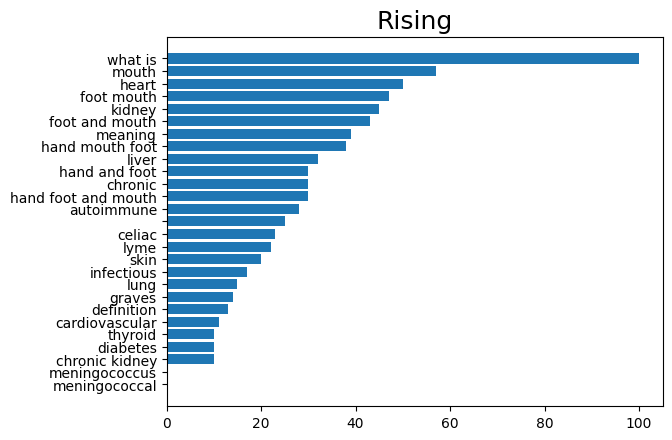 Rising
what is
mouth
heart
foot mouth
kidney
foot and mouth
meaning
hand mouth foot
liver
hand and foot
chronic
hand foot and mouth
autoimmune
celiac
lyme
skin
infectious
lung
graves
definition
cardiovascular
thyroid
diabetes
chronic kidney
meningococcus
meningococcal
0 20 40 60 80 100